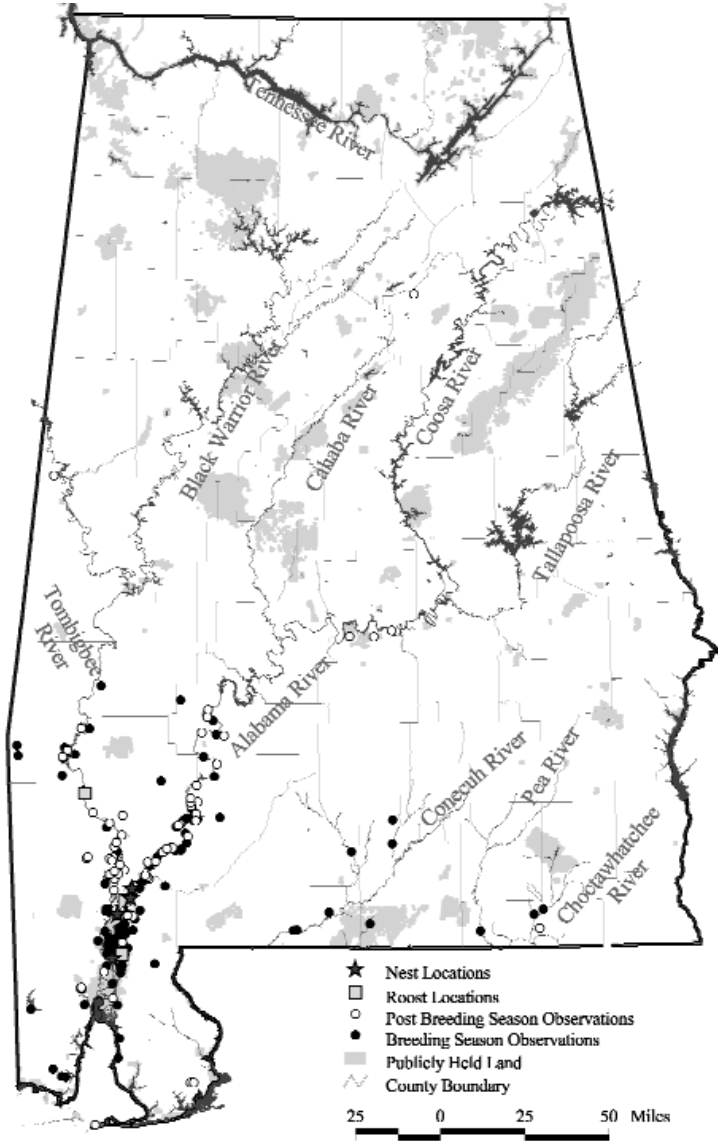 Tennessee River
Black Warrior River
Cahaba River
Coosa River
Tallapoosa River
Tombigbee
River
Alabama River
Conecuh River
Pea River
Choctawhatchee
River
Nest Locations
Roost Locations
Post Breeding Season Observations
Breeding Season Observations
Publicly Held Land
County Boundary
25 0 25 50 Miles